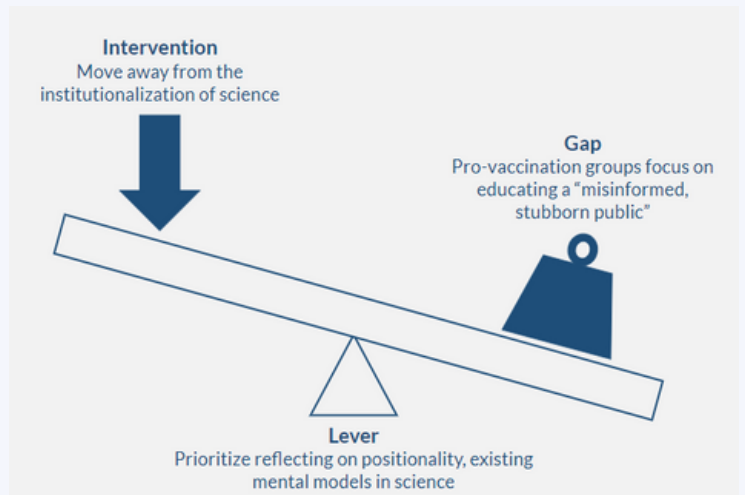 Intervention
Move away from the
institutionalization of science
Gap
Pro-vaccination groups focus on
educating a “misinformed,
stubborn public”
Lever
Prioritize reflecting on positionality, existing
mental models in science